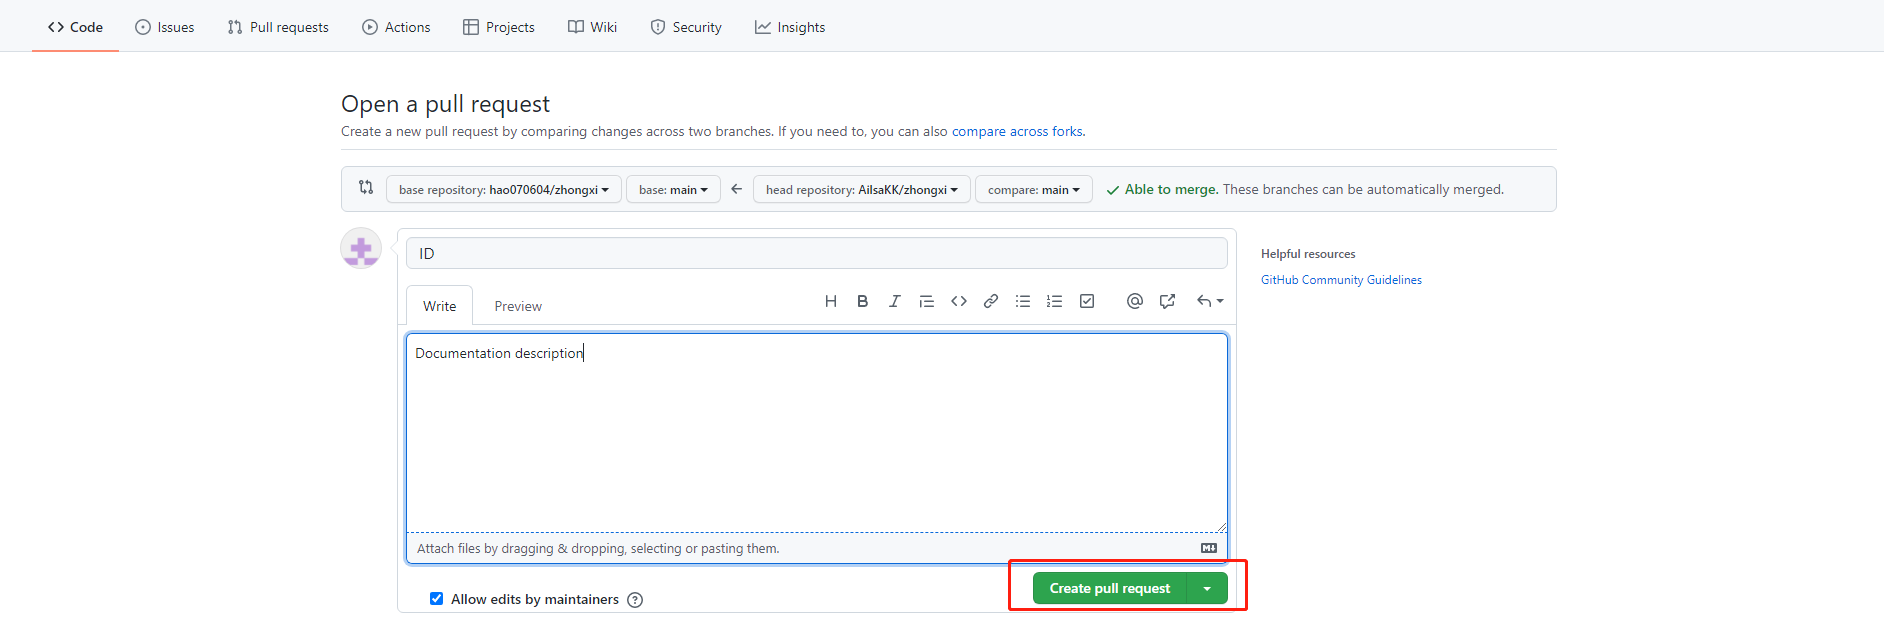 Code Issues Pull requests Actions Projects Wiki Security Insights
Open a pull request
Create a new pull request by comparing changes across two branches. If you need to, you can also compare across forks.
base repository: hao070604/zhongxi base: main head repository: AilsaKK/zhongxi compare: main Able to merge. These branches can be automatically merged.
ID
Helpful resources
GitHub Community Guidelines
Write Preview
Documentation description
Attach files by dragging & dropping, selecting or pasting them.
Create pull request
Allow edits by maintainers